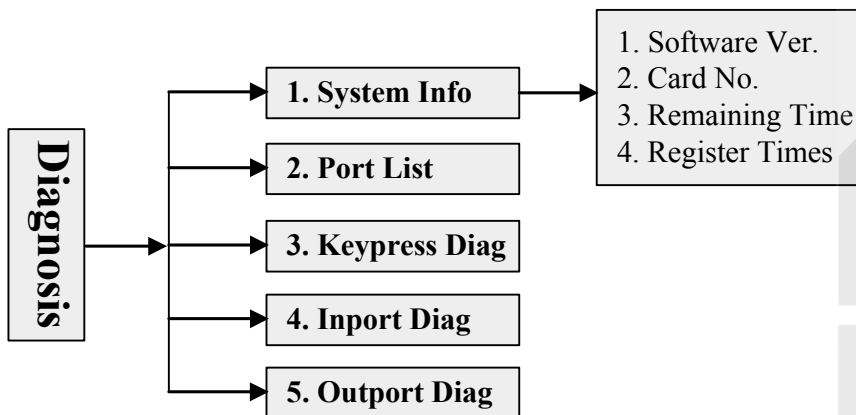 Diagnosis
1. System Info
2. Port List
3. Keypress Diag
4. Inport Diag
5. Outport Diag
1. Software Ver.
2. Card No.
3. Remaining Time
4. Register Times